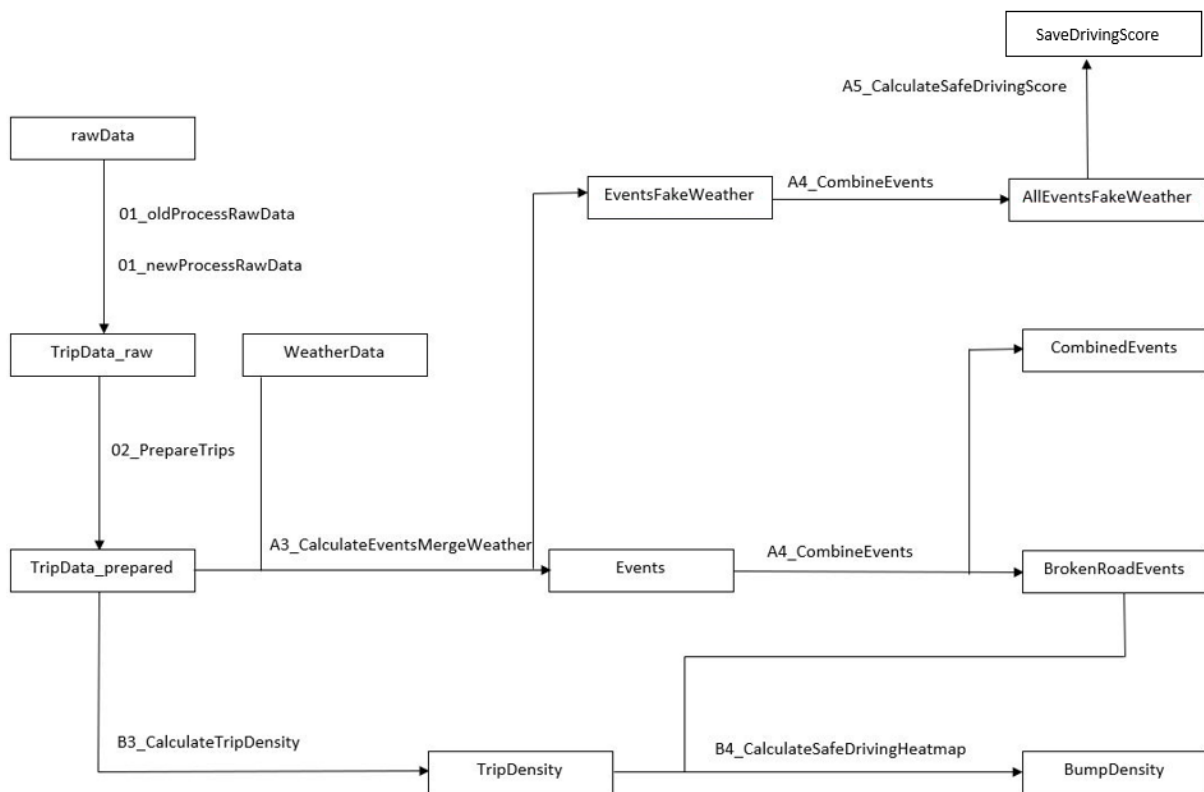 SaveDrivingScore
A5_CalculateSafeDrivingScore
rawData
EventsFakeWeather
A4_CombineEvents
AllEventsFakeWeather
01_oldProcessRawData
01_newProcessRawData
TripData_raw
WeatherData
CombinedEvents
02_PrepareTrips
TripData_prepared
A3_CalculateEventsMergeWeather
Events
A4_CombineEvents
BrokenRoadEvents
B3_CalculateTripDensity
TripDensity
B4_CalculateSafeDrivingHeatmap
BumpDensity